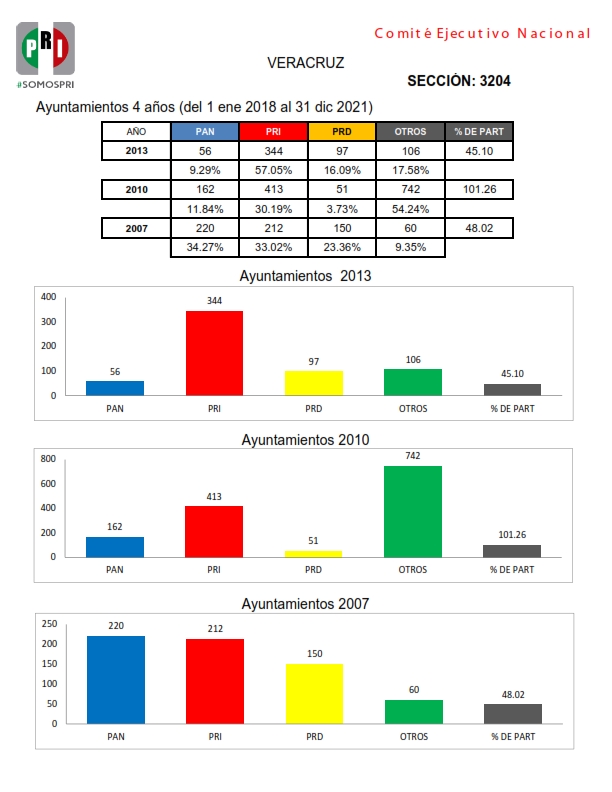 Comité Ejecutivo Nacional
PRI
#SOMOSPRI
VERACRUZ
SECCIÓN: 3204
Ayuntamientos 4 años (del 1 ene 2018 al 31 dic 2021)
AÑO PAN PRI PRD OTROS % DE PART
2013 56 344 97 106 45.10
9.29% 57.05% 16.09% 17.58%
2010 162 413 51 742 101.26
11.84% 30.19% 3.73% 54.24%
2007 220 212 150 60 48.02
34.27% 33.02% 23.36% 9.35%
Ayuntamientos 2013
400
300
200
100
0
56 344 97 106 45.10
PAN PRI PRD OTROS % DE PART
Ayuntamientos 2010
800
600
400
200
0
162 413 51 742 101.26
PAN PRI PRD OTROS % DE PART
Ayuntamientos 2007
250
200
150
100
50
0
220 212 150 60 48.02
PAN PRI PRD OTROS % DE PART